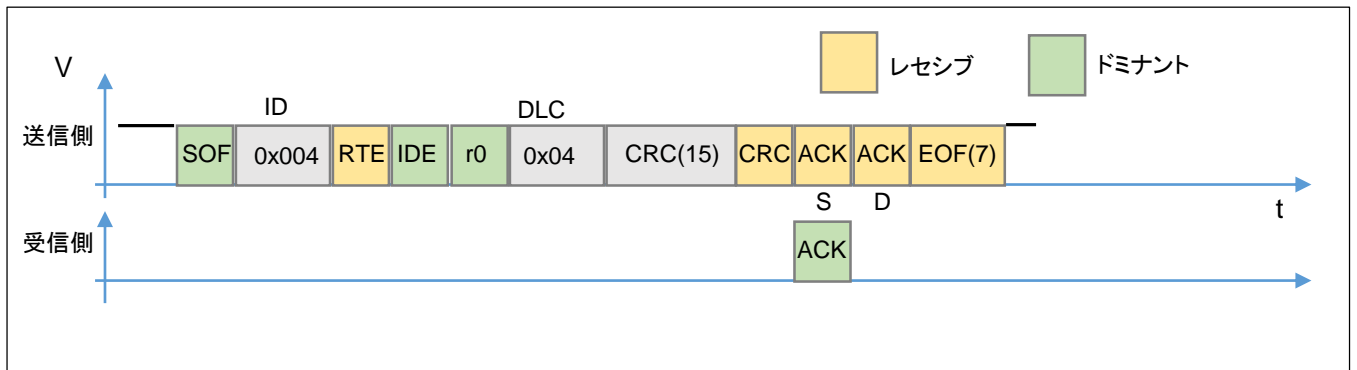 レセシブ ドミナント
V
ID DLC
送信側 SOF 0x004 RTE IDE r0 0x04 CRC(15) CRC ACK ACK EOF(7)
S D
t
受信側 ACK